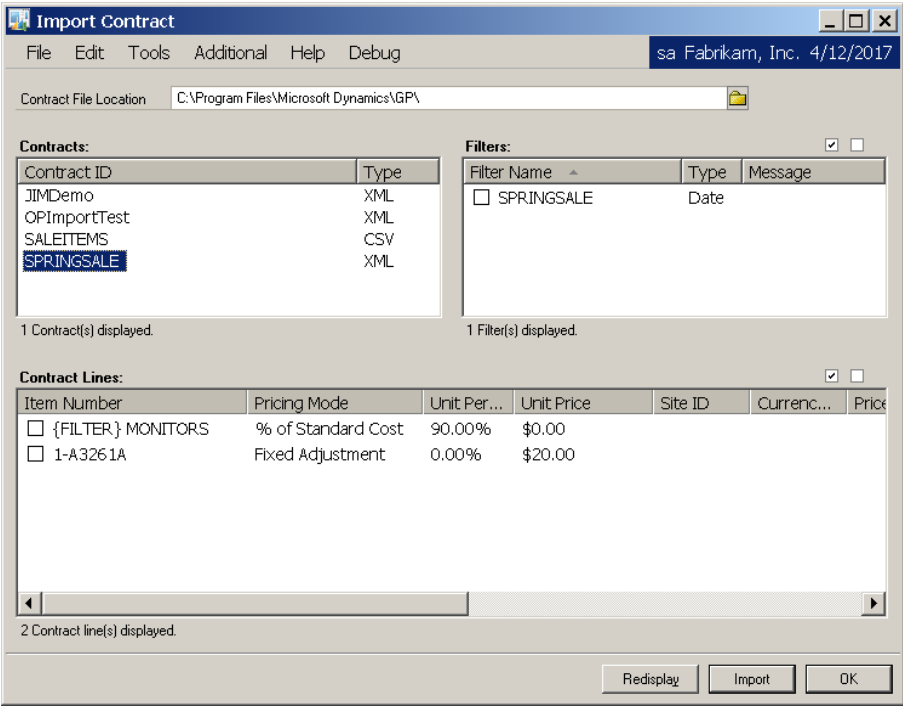 Import Contract
File Edit Tools Additional Help Debug sa Fabrikam, Inc. 4/12/2017
Contract File Location C:\Program Files\Microsoft Dynamics\GP\
Contracts: Filters:
Contract ID Type Filter Name Type Message
JIMDemo XML SPRINGSALE Date
OPImportTest XML
SALEITEMS CSV
SPRINGSALE XML
1 Contract(s) displayed. 1 Filter(s) displayed.
Contract Lines:
Item Number Pricing Mode Unit Per... Unit Price Site ID Currenc... Price
{FILTER} MONITORS % of Standard Cost 90.00% $0.00
1-A3261A Fixed Adjustment 0.00% $20.00
2 Contract line(s) displayed.
Redisplay Import OK